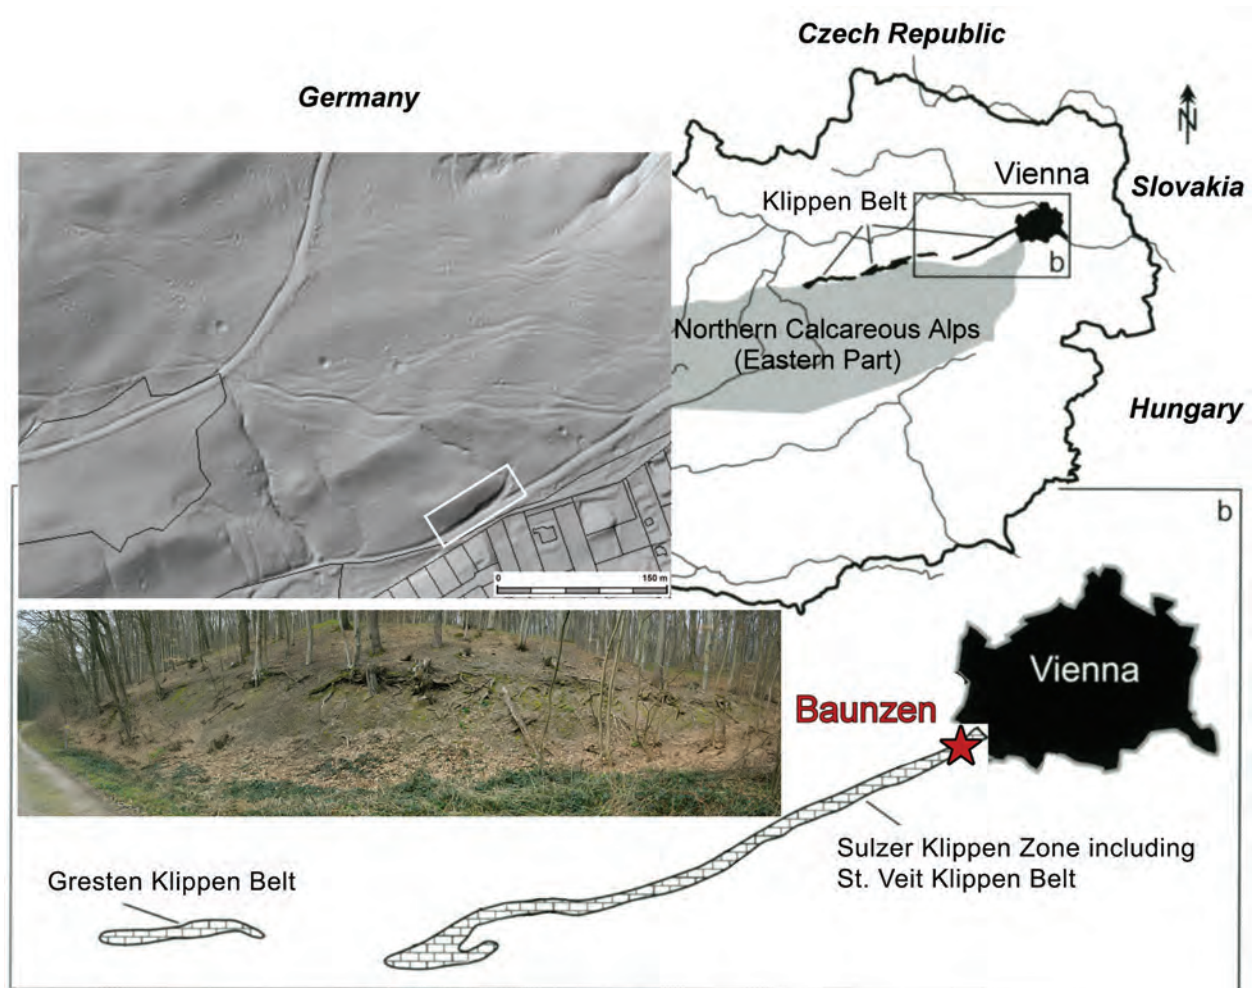 Czech Republic
Germany
N
Vienna
Slovakia
Klippen Belt
b
Northern Calcareous Alps
(Eastern Part)
Hungary
b
0
150 m
Vienna
Baunzen
Sulzer Klippen Zone including
St. Veit Klippen Belt
Gresten Klippen Belt